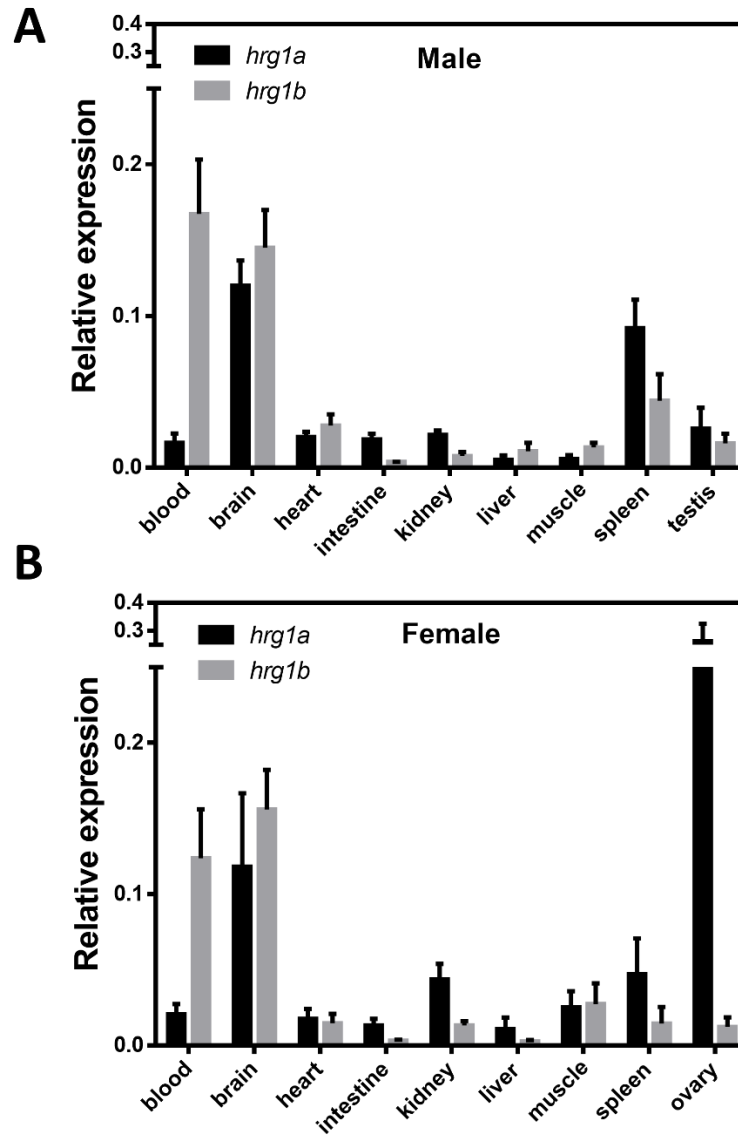 A
0.4
0.3
hrg1a
Male
hrg1b
Relative expression
0.2
0.1
0.0
blood
brain
heart
intestine
kidney
liver
muscle
spleen
testis
B
0.4
0.3
hrg1a
Female
hrg1b
Relative expression
0.2
0.1
0.0
blood
brain
heart
intestine
kidney
liver
muscle
spleen
ovary